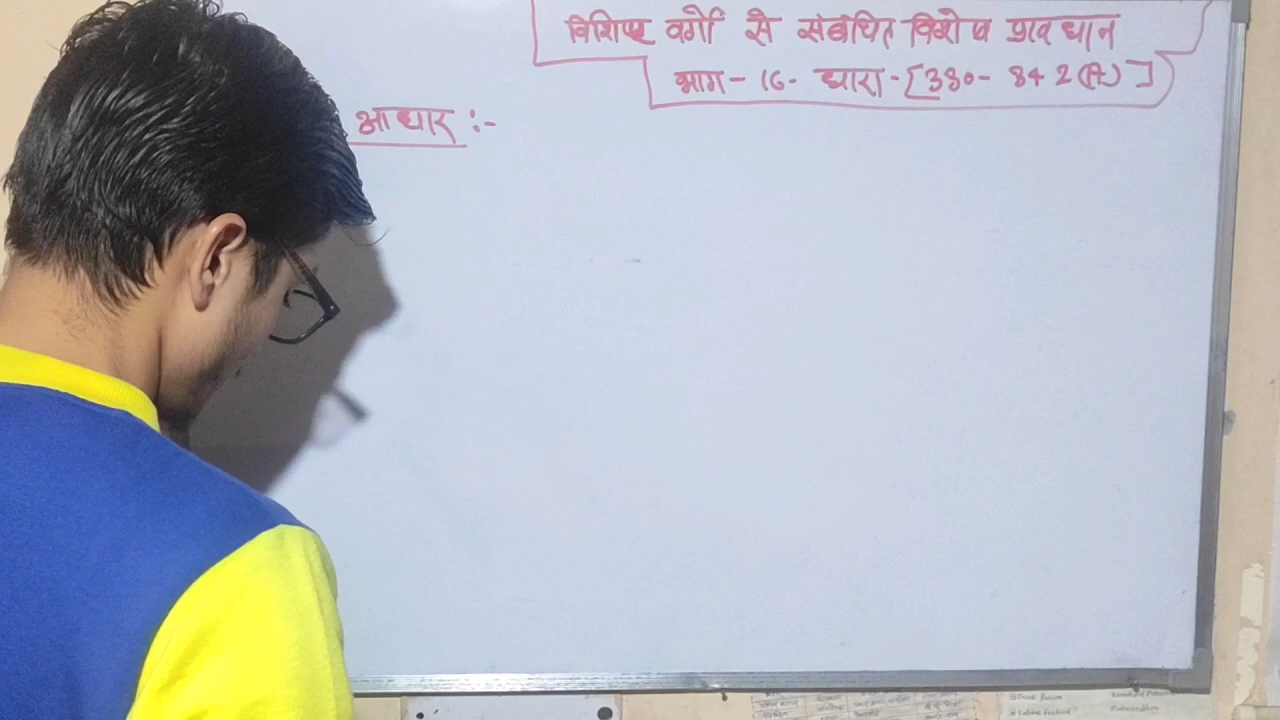 विशिष्ट वर्गो से संबंधित विशेष प्रावधान
भाग - 16 - धारा - [330 - 342 (A)]
आधार :-